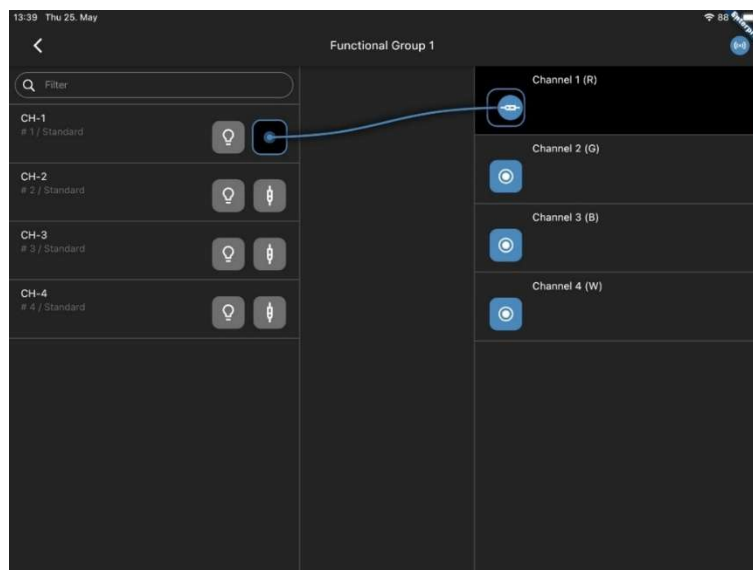 13:39 Thu 25. May
88
Functional Group 1
Filter
CH-1
# 1 / Standard
CH-2
# 2 / Standard
CH-3
# 3 / Standard
CH-4
# 4 / Standard
Channel 1 (R)
Channel 2 (G)
Channel 3 (B)
Channel 4 (W)